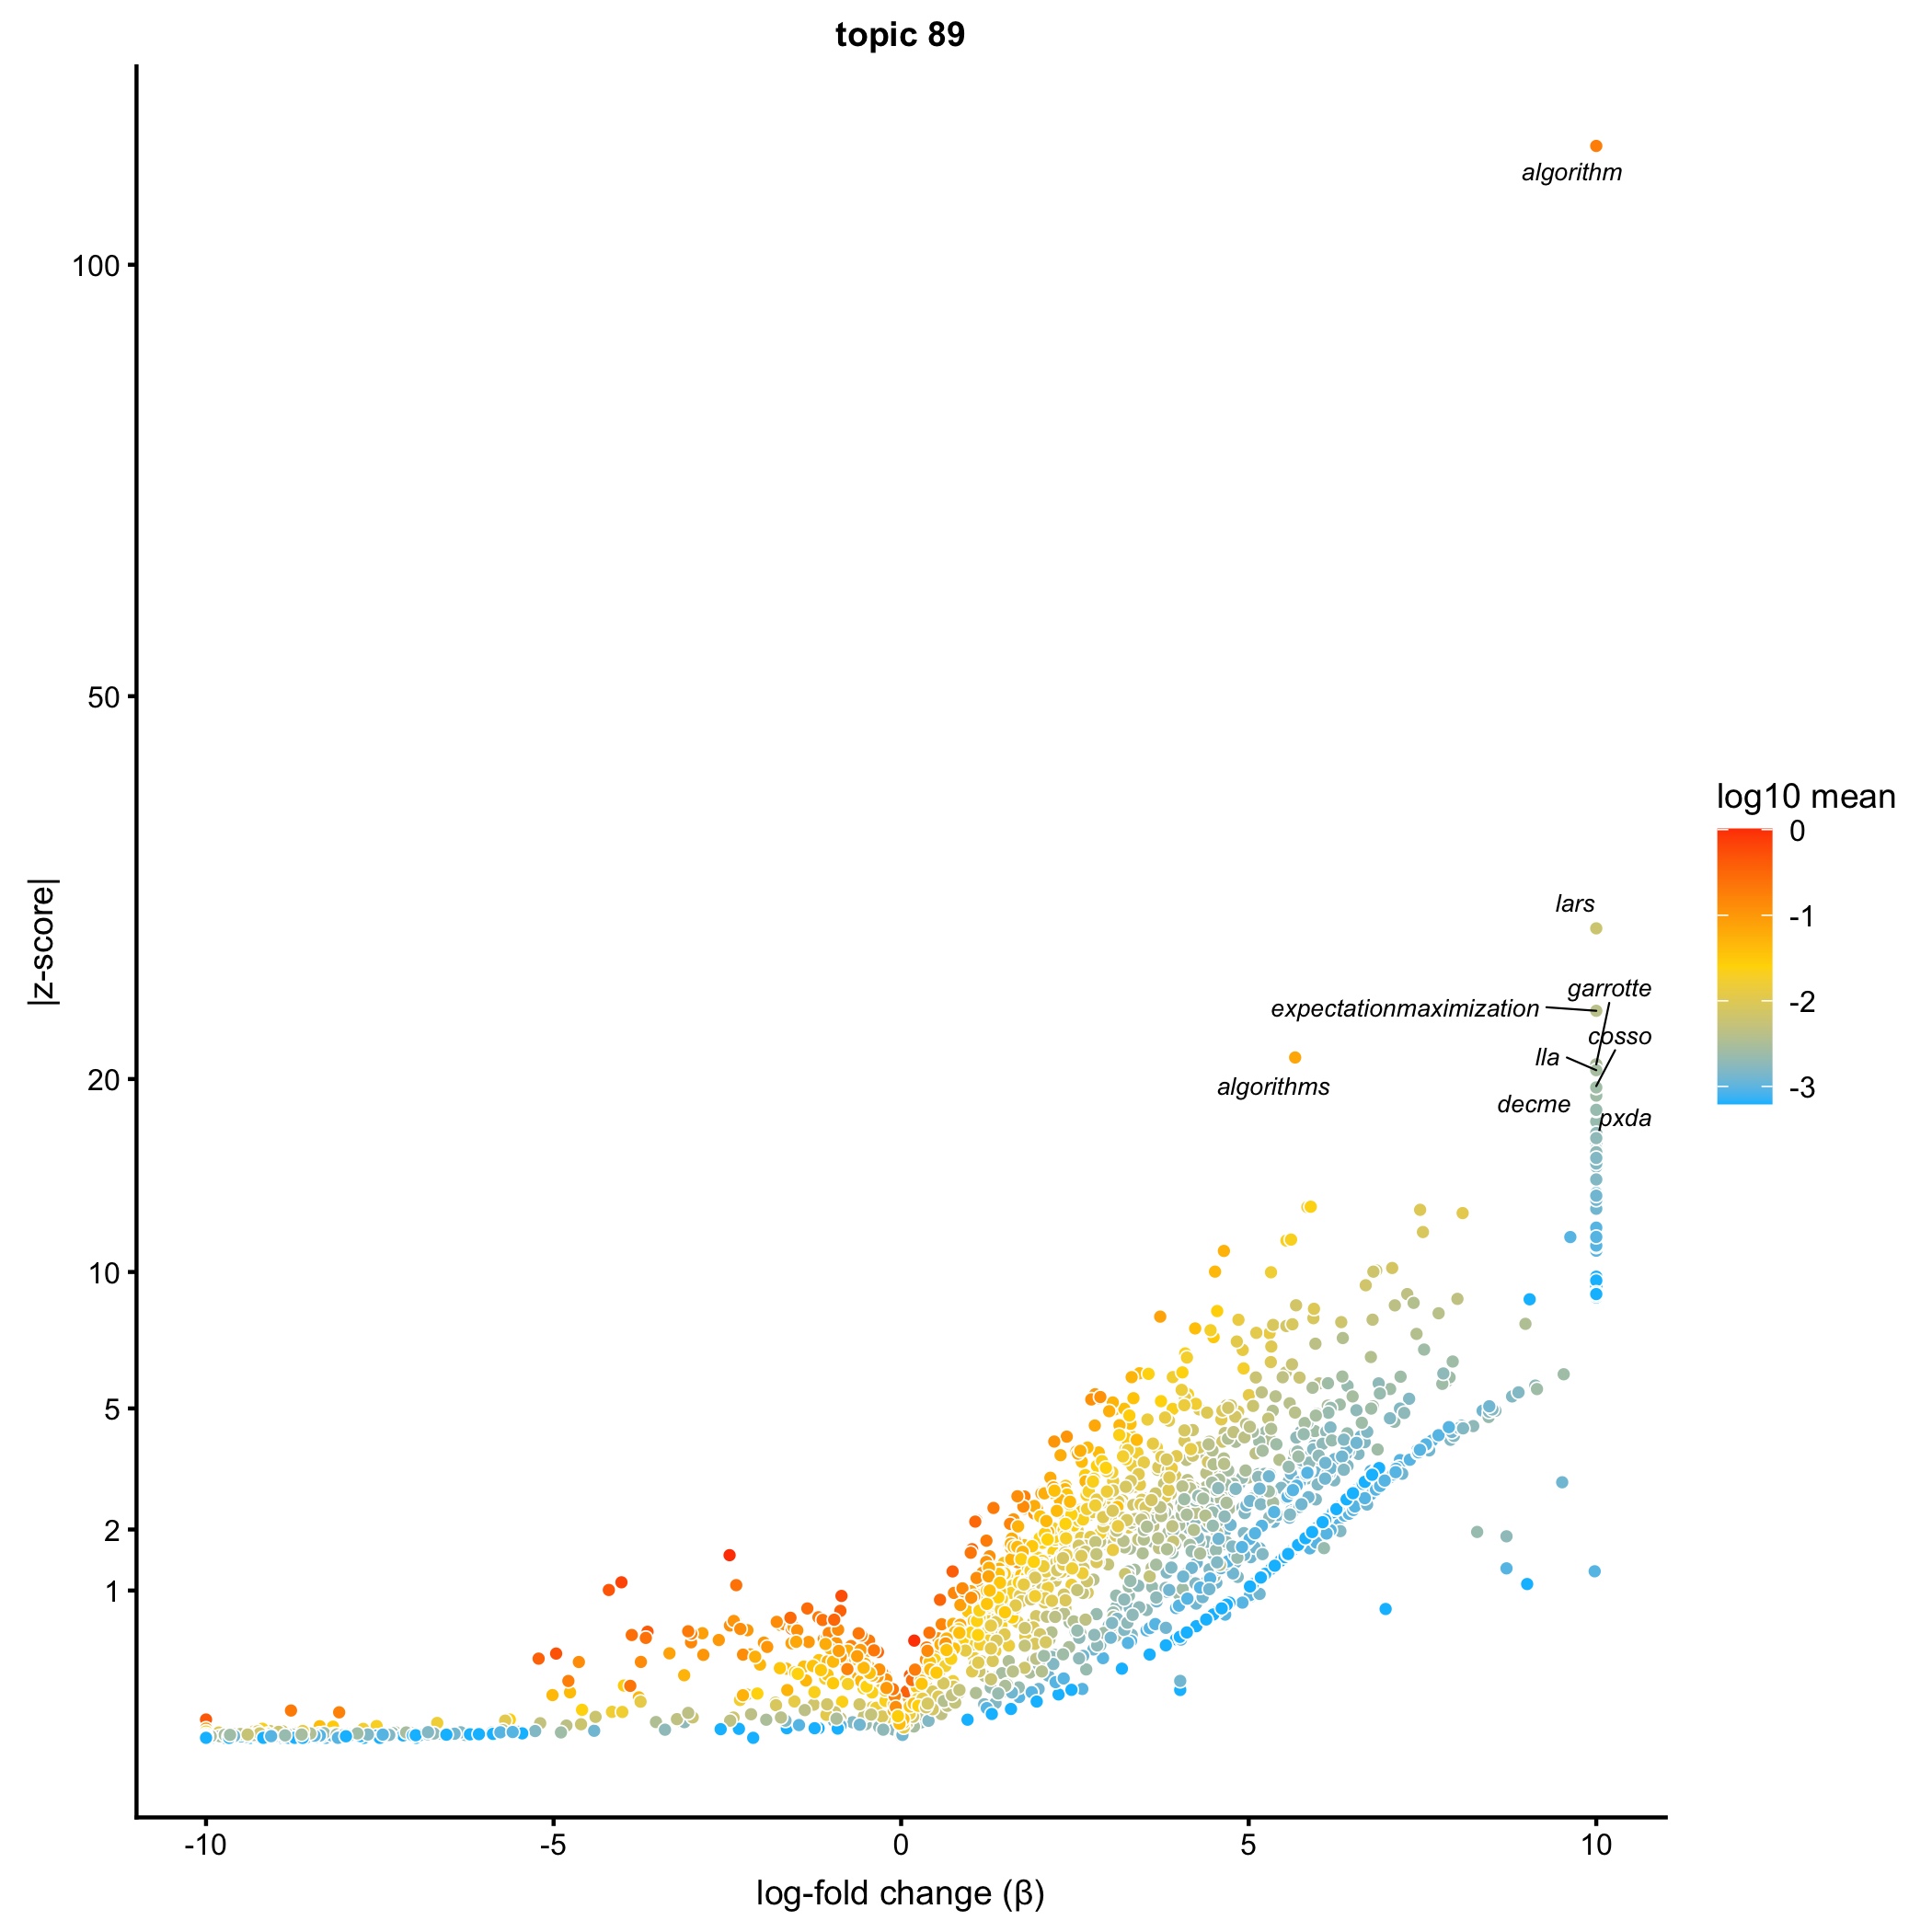 topic 89
algorithm
100
50
|z-score|
log10 mean
0
-1
-2
-3
lars
garrotte
expectationmaximization
cosso
lla
20
algorithms
decme
pxda
10
5
2
1
-10
-5
0
5
10
log-fold change (β)